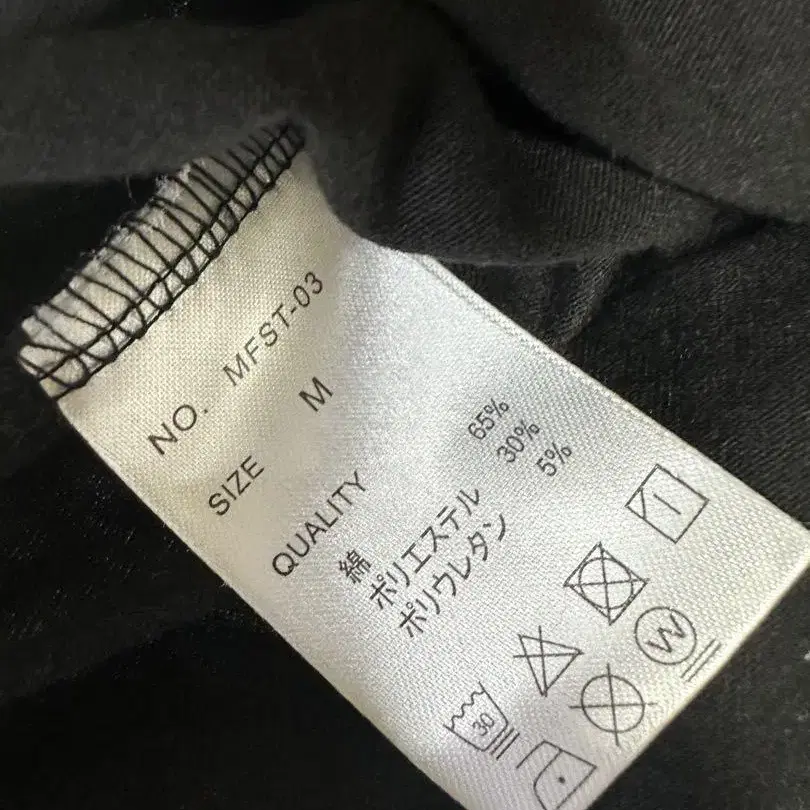 NO. MFST-03
SIZE M
QUALITY
綿 65%
ポリエステル 30%
ポリウレタン 5%
30
W